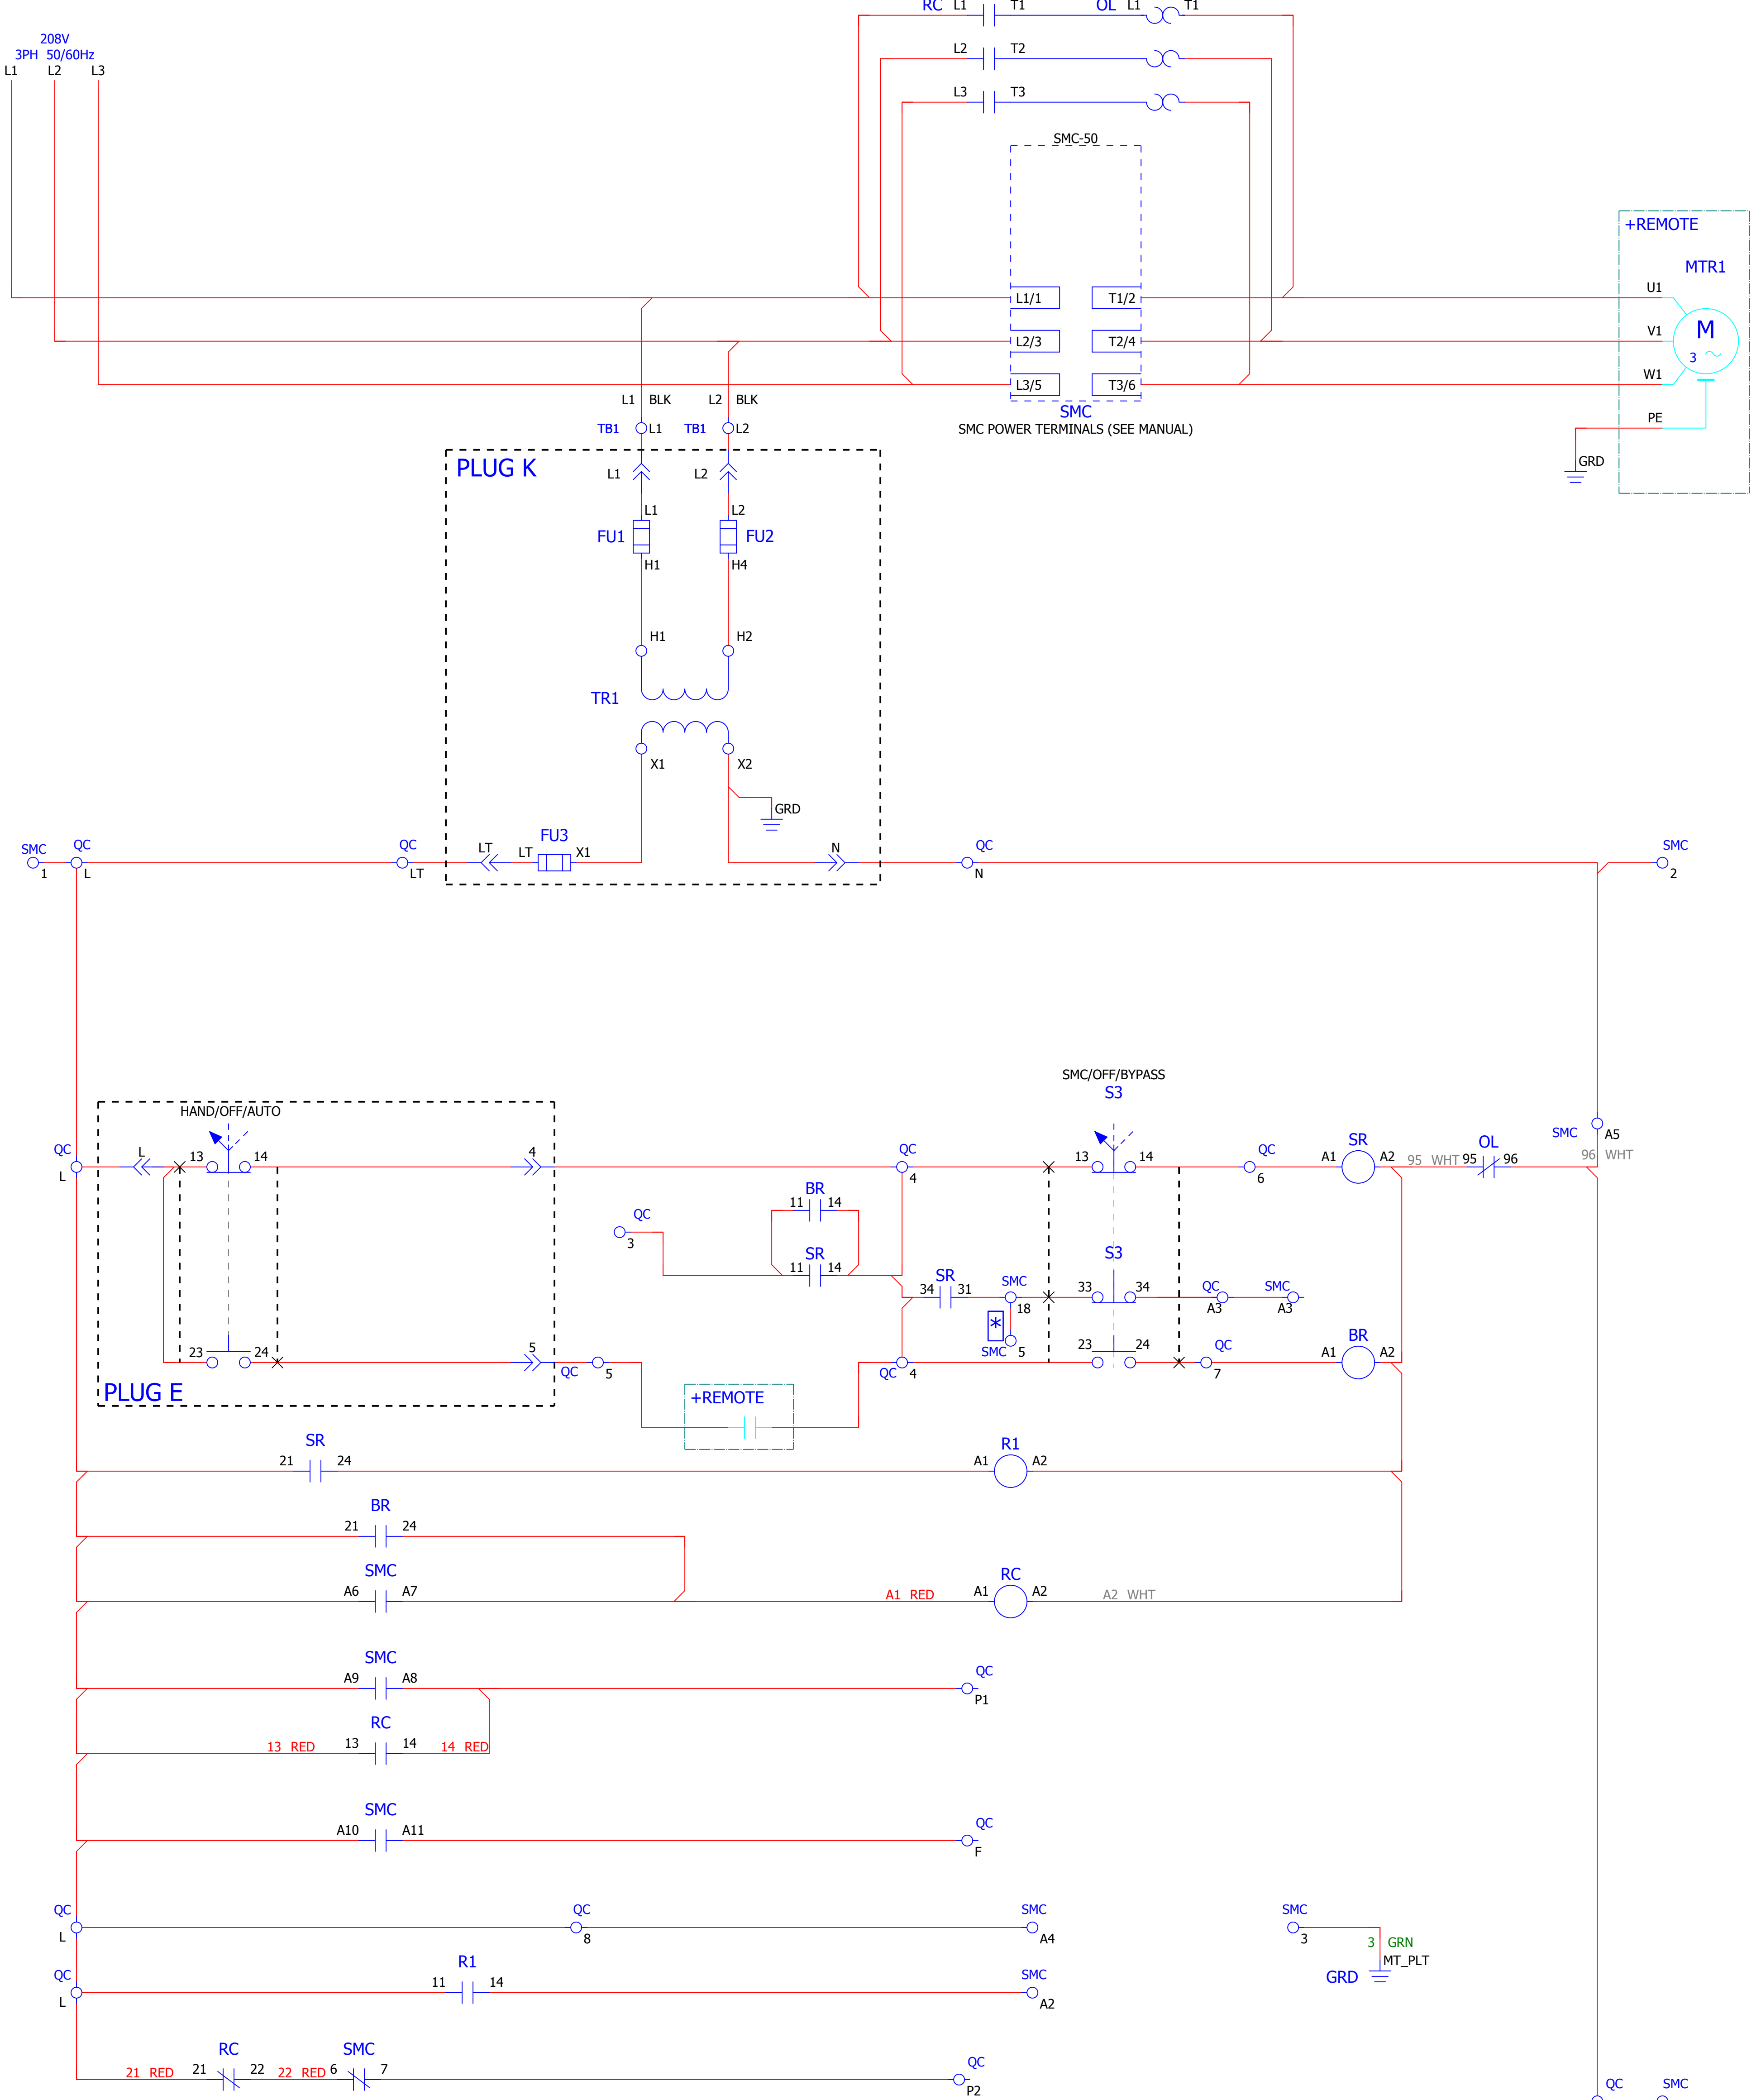 RC L1 T1 OL L1 T1
208V
3PH 50/60Hz
L1 L2 L3
L2 T2
L3 T3
SMC-50
+REMOTE
MTR1
L1/1 T1/2 U1
M
3
L2/3 T2/4 V1
L3/5 T3/6 W1
SMC
SMC POWER TERMINALS (SEE MANUAL)
PE
GRD
L1 BLK L2 BLK
TB1 L1 TB1 L2
PLUG K
L1 L2
L1 L2
FU1 FU2
H1 H4
H1 H2
TR1
X1 X2
GRD
SMC QC QC FU3 QC SMC
LT LT X1 N
1 L LT N 2
SMC/OFF/BYPASS
S3
HAND/OFF/AUTO
SMC A5
QC L 13 14 4 QC 13 14 QC SR OL
L 4 6 A1 A2 95 WHT 95 96 96 WHT
BR
11 14
QC
3
SR
11 14
S3
SR
34 31
SMC
18
33 34 QC SMC
A3 A3
*
SMC 5
23 24 5 QC 5 QC 4 23 24 QC 7 BR A1 A2
PLUG E
+REMOTE
SR
21 24
R1
A1 A2
BR
21 24
SMC
A6 A7
RC
A1 RED A1 A2 A2 WHT
SMC
A9 A8
QC
P1
RC
13 RED 13 14 14 RED
SMC
A10 A11
QC
F
QC QC SMC SMC
L 8 A4 3
3 GRN
MT_PLT
GRD
QC R1 SMC
L 11 14 A2
RC SMC
21 RED 21 22 22 RED 6 7
QC
P2
QC SMC